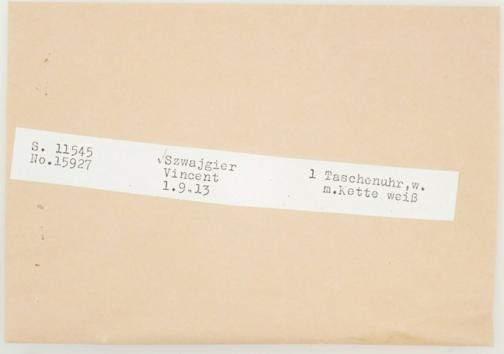 S. 11545
No.15927
√Szwajgier
Vincent
1.9.13
1 Taschenuhr,w.
m.Kette weiß